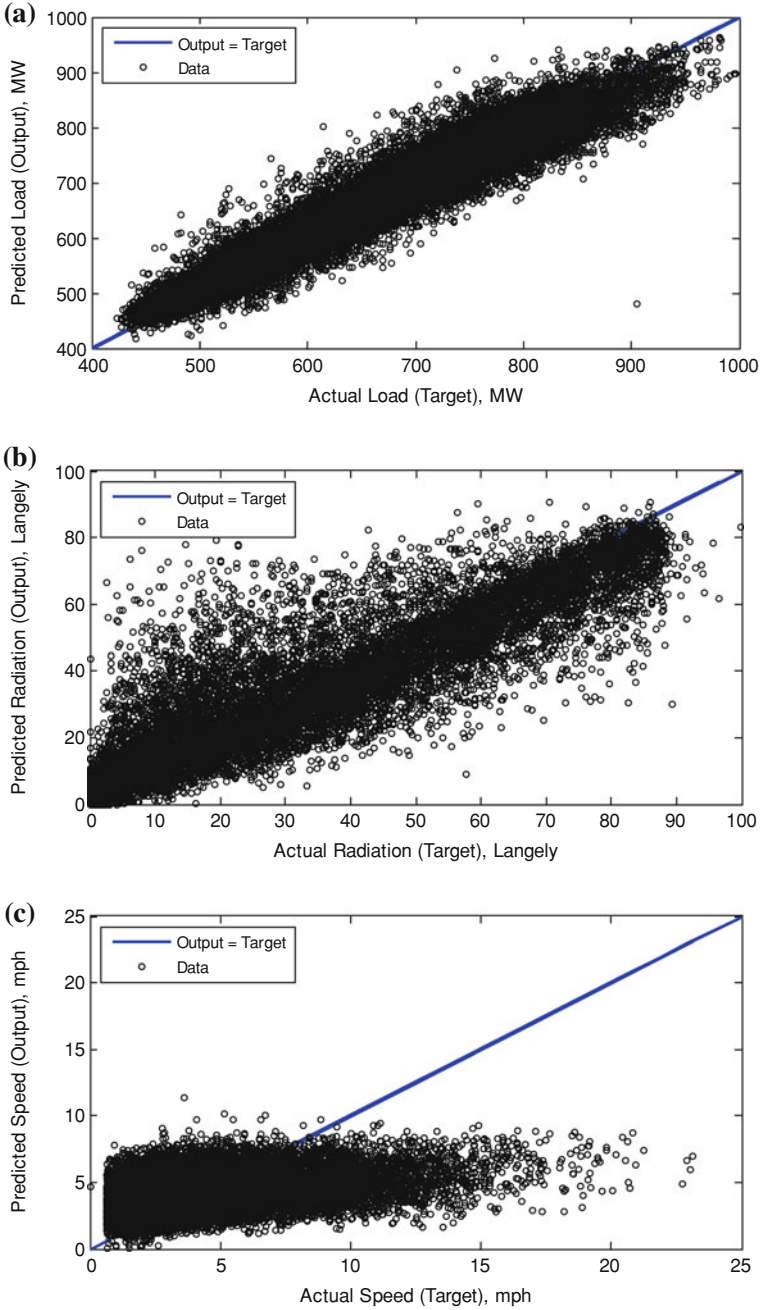 (a)
1000
900
800
700
600
500
400
Predicted Load (Output), MW
Output = Target
Data
400 500 600 700 800 900 1000
Actual Load (Target), MW
(b)
100
80
60
40
20
0
Predicted Radiation (Output), Langely
Output = Target
Data
0 10 20 30 40 50 60 70 80 90 100
Actual Radiation (Target), Langely
(c)
25
20
15
10
5
0
Predicted Speed (Output), mph
Output = Target
Data
0 5 10 15 20 25
Actual Speed (Target), mph